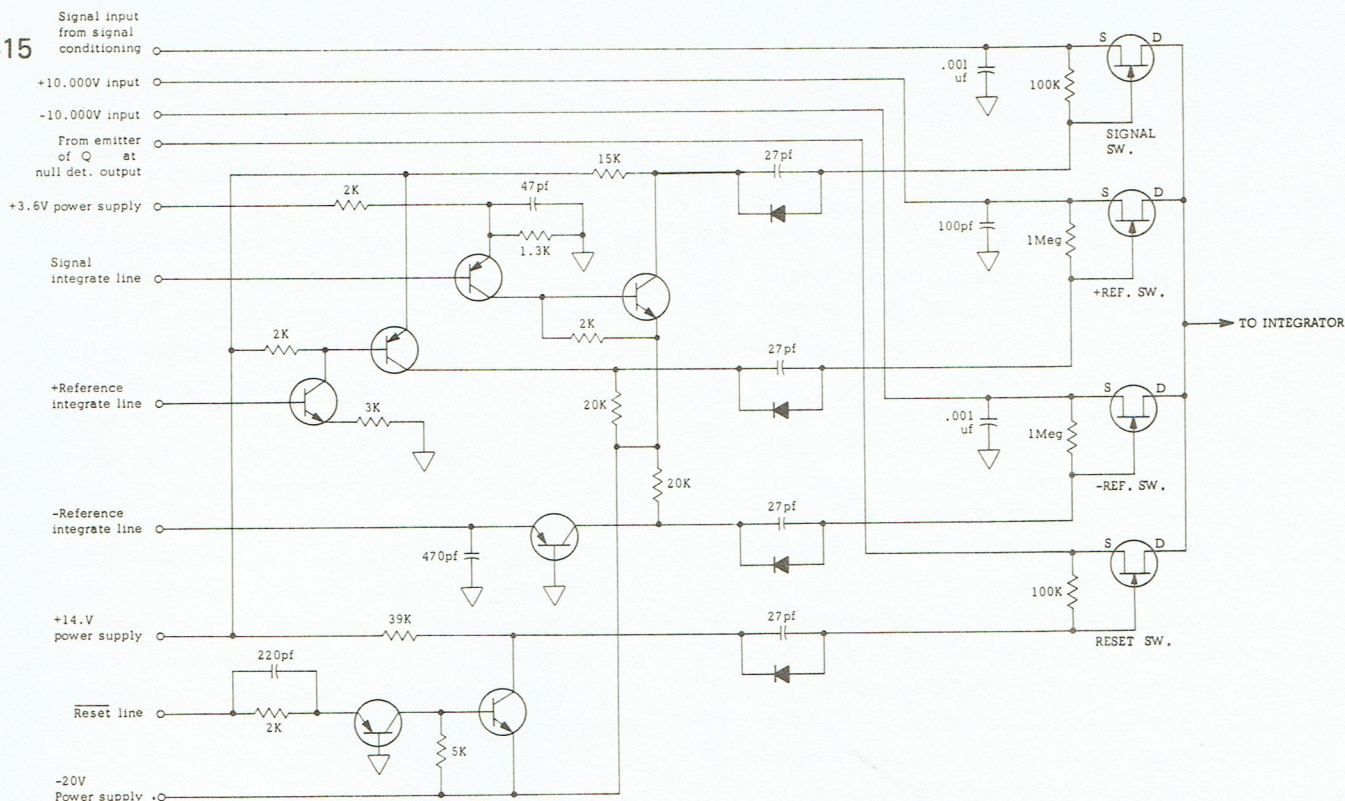 Signal input
from signal
conditioning
15
+10.000V input
-10.000V input
From emitter
of Q at
null det. output
+3.6V power supply
Signal
integrate line
+Reference
integrate line
-Reference
integrate line
+14.V
power supply
Reset line
-20V
Power supply
2K
15K
47pf
1.3K
2K
2K
3K
20K
20K
470pf
39K
220pf
2K
5K
27pf
27pf
27pf
27pf
.001
uf
100K
S D
SIGNAL
SW.
100pf
1Meg
S D
+REF. SW.
TO INTEGRATOR
.001
uf
1Meg
S D
-REF. SW.
100K
S D
RESET SW.